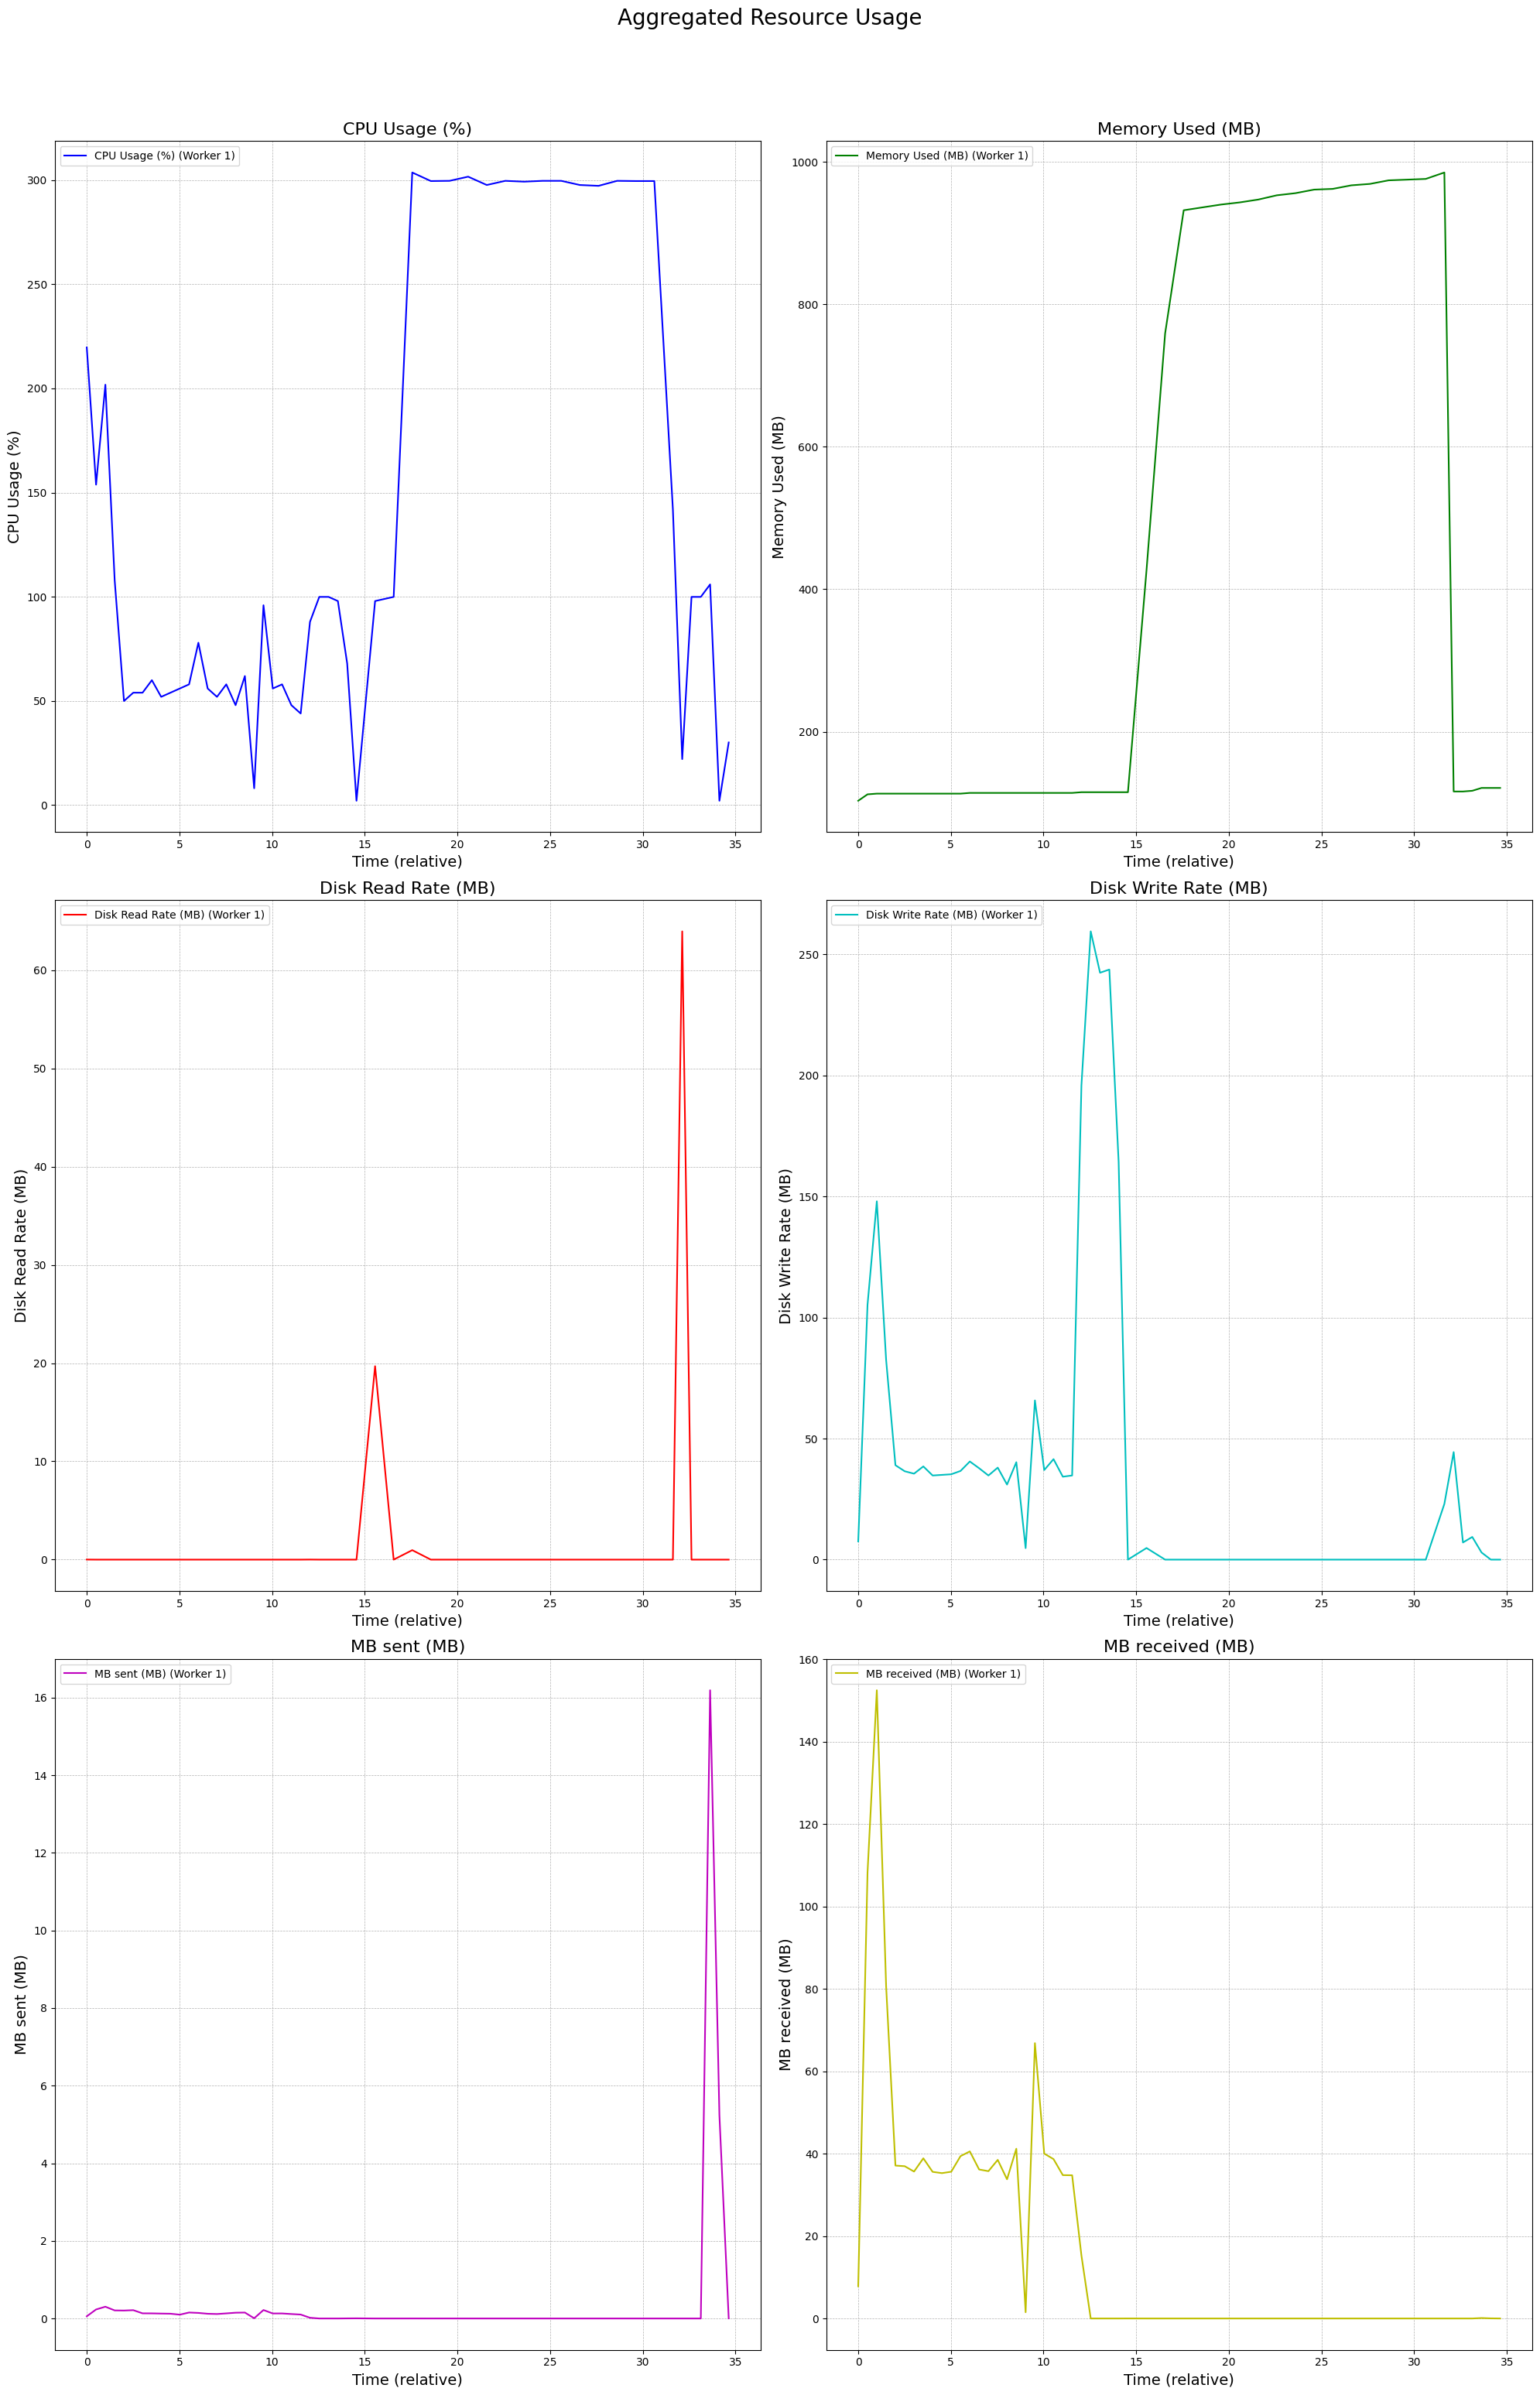 Aggregated Resource Usage
CPU Usage (%)
CPU Usage (%) (Worker 1)
CPU Usage (%)
300
250
200
150
100
50
0
0 5 10 15 20 25 30 35
Time (relative)
Memory Used (MB)
Memory Used (MB) (Worker 1)
Memory Used (MB)
1000
800
600
400
200
0 5 10 15 20 25 30 35
Time (relative)
Disk Read Rate (MB)
Disk Read Rate (MB) (Worker 1)
Disk Read Rate (MB)
60
50
40
30
20
10
0
0 5 10 15 20 25 30 35
Time (relative)
Disk Write Rate (MB)
Disk Write Rate (MB) (Worker 1)
Disk Write Rate (MB)
250
200
150
100
50
0
0 5 10 15 20 25 30 35
Time (relative)
MB sent (MB)
MB sent (MB) (Worker 1)
MB sent (MB)
16
14
12
10
8
6
4
2
0
0 5 10 15 20 25 30 35
Time (relative)
MB received (MB)
MB received (MB) (Worker 1)
MB received (MB)
160
140
120
100
80
60
40
20
0
0 5 10 15 20 25 30 35
Time (relative)